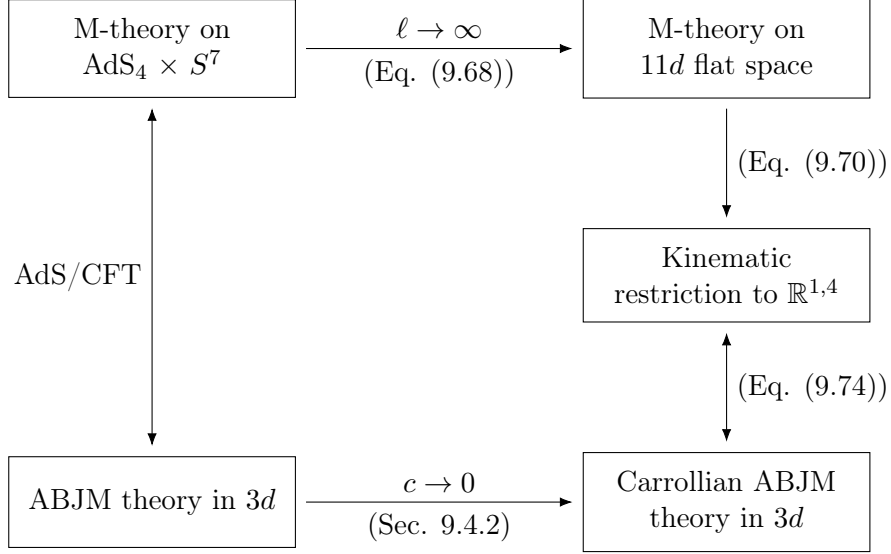 M-theory on
AdS₄ × S⁷
ℓ → ∞
(Eq. (9.68))
M-theory on
11d flat space
(Eq. (9.70))
AdS/CFT
Kinematic
restriction to ℝ^{1,4}
(Eq. (9.74))
ABJM theory in 3d
c → 0
(Sec. 9.4.2)
Carrollian ABJM
theory in 3d